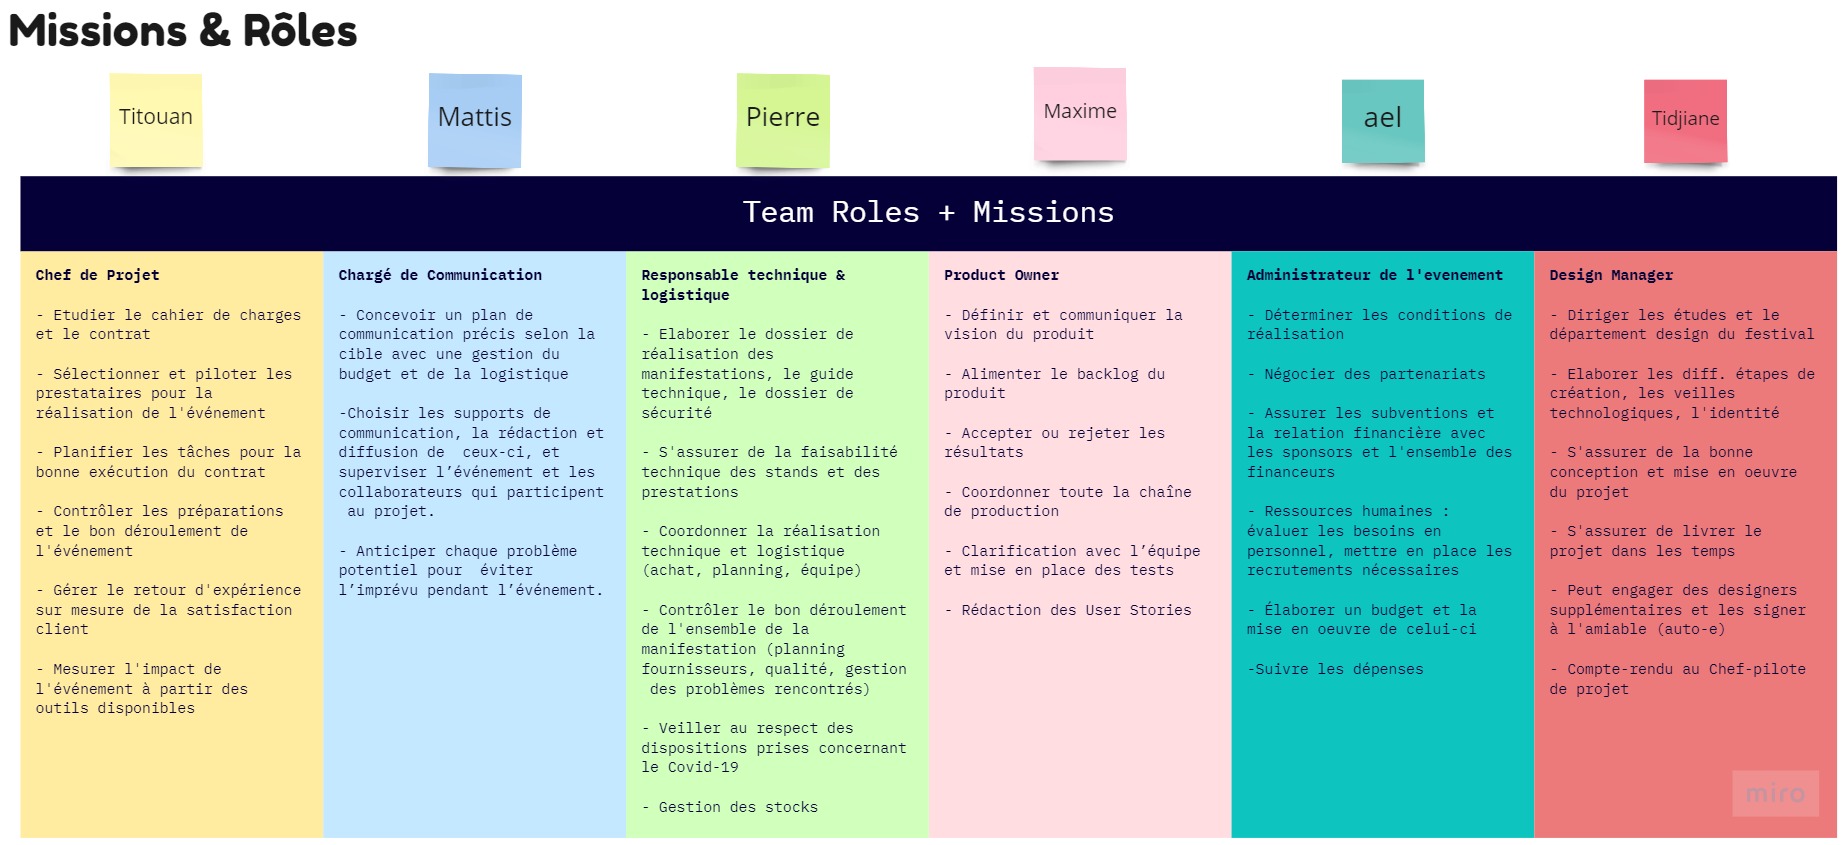 Missions & Rôles
Titouan
Mattis
Pierre
Maxime
ael
Tidjiane
Team Roles + Missions
Chef de Projet
- Etudier le cahier de charges
et le contrat
- Sélectionner et piloter les
prestataires pour la
réalisation de l'événement
- Planifier les tâches pour la
bonne exécution du contrat
- Contrôler les préparations
et le bon déroulement de
l'événement
- Gérer le retour d'expérience
sur mesure de la satisfaction
client
- Mesurer l'impact de
l'événement à partir des
outils disponibles
Chargé de Communication
- Concevoir un plan de
communication précis selon la
cible avec une gestion du
budget et de la logistique
-Choisir les supports de
communication, la rédaction et
diffusion de  ceux-ci, et
superviser l’événement et les
collaborateurs qui participent
au projet.
- Anticiper chaque problème
potentiel pour  éviter
l’imprévu pendant l’événement.
Responsable technique &
logistique
- Elaborer le dossier de
réalisation des
manifestations, le guide
technique, le dossier de
sécurité
- S'assurer de la faisabilité
technique des stands et des
prestations
- Coordonner la réalisation
technique et logistique
(achat, planning, équipe)
- Contrôler le bon déroulement
de l'ensemble de la
manifestation (planning
fournisseurs, qualité, gestion
des problèmes rencontrés)
- Veiller au respect des
dispositions prises concernant
le Covid-19
- Gestion des stocks
Product Owner
- Définir et communiquer la
vision du produit
- Alimenter le backlog du
produit
- Accepter ou rejeter les
résultats
- Coordonner toute la chaîne
de production
- Clarification avec l’équipe
et mise en place des tests
- Rédaction des User Stories
Administrateur de l'evenement
- Déterminer les conditions de
réalisation
- Négocier des partenariats
- Assurer les subventions et
la relation financière avec
les sponsors et l'ensemble des
financeurs
- Ressources humaines :
évaluer les besoins en
personnel, mettre en place les
recrutements nécessaires
- Élaborer un budget et la
mise en oeuvre de celui-ci
-Suivre les dépenses
Design Manager
- Diriger les études et le
département design du festival
- Elaborer les diff. étapes de
création, les veilles
technologiques, l'identité
- S'assurer de la bonne
conception et mise en oeuvre
du projet
- S'assurer de livrer le
projet dans les temps
- Peut engager des designers
supplémentaires et les signer
à l'amiable (auto-e)
- Compte-rendu au Chef-pilote
de projet
miro